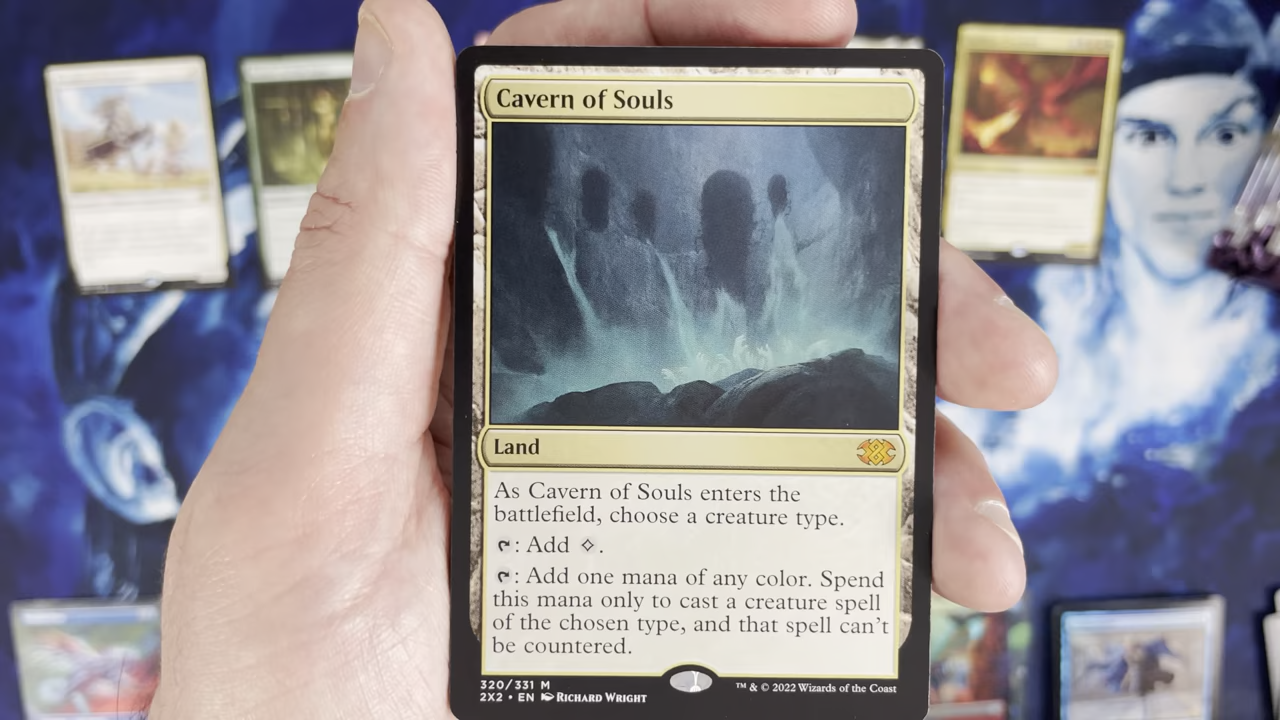 Cavern of Souls
Land
As Cavern of Souls enters the
battlefield, choose a creature type.
: Add .
: Add one mana of any color. Spend
this mana only to cast a creature spell
of the chosen type, and that spell can't
be countered.
320/331 M
2X2 • EN Richard Wright
™ & © 2022 Wizards of the Coast